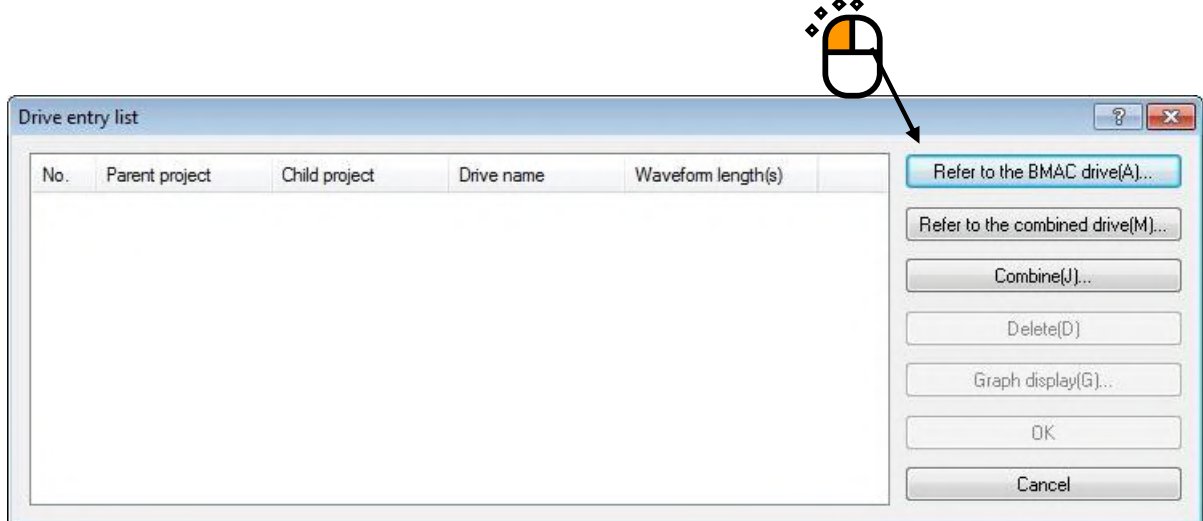 Drive entry list
No. Parent project Child project Drive name Waveform length(s)
Refer to the BMAC drive(A)...
Refer to the combined drive(M)...
Combine(J)...
Delete(D)
Graph display(G)...
OK
Cancel